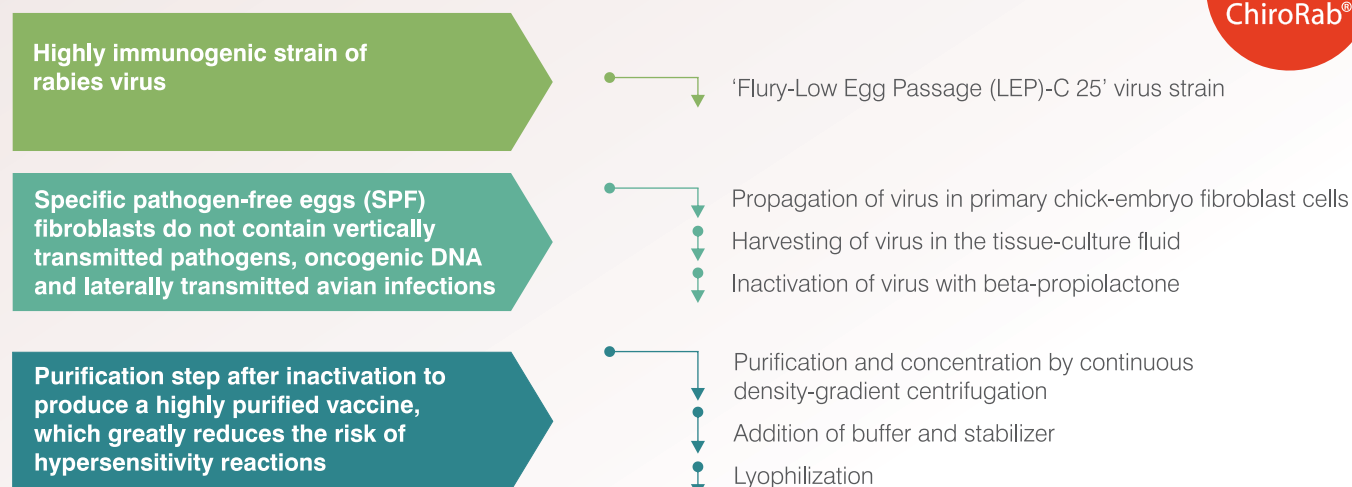 ChiroRab®
Highly immunogenic strain of
rabies virus
‘Flury-Low Egg Passage (LEP)-C 25’ virus strain
Specific pathogen-free eggs (SPF)
fibroblasts do not contain vertically
transmitted pathogens, oncogenic DNA
and laterally transmitted avian infections
Propagation of virus in primary chick-embryo fibroblast cells
Harvesting of virus in the tissue-culture fluid
Inactivation of virus with beta-propiolactone
Purification step after inactivation to
produce a highly purified vaccine,
which greatly reduces the risk of
hypersensitivity reactions
Purification and concentration by continuous
density-gradient centrifugation
Addition of buffer and stabilizer
Lyophilization